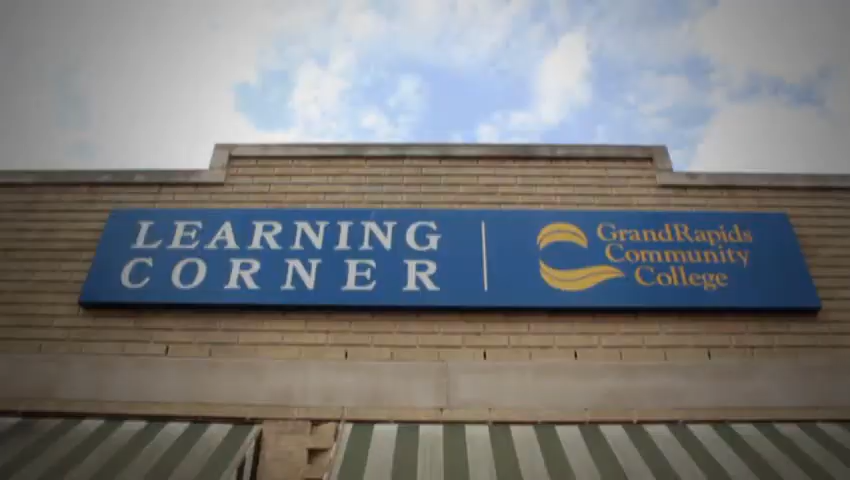 LEARNING
CORNER
GrandRapids
Community
College